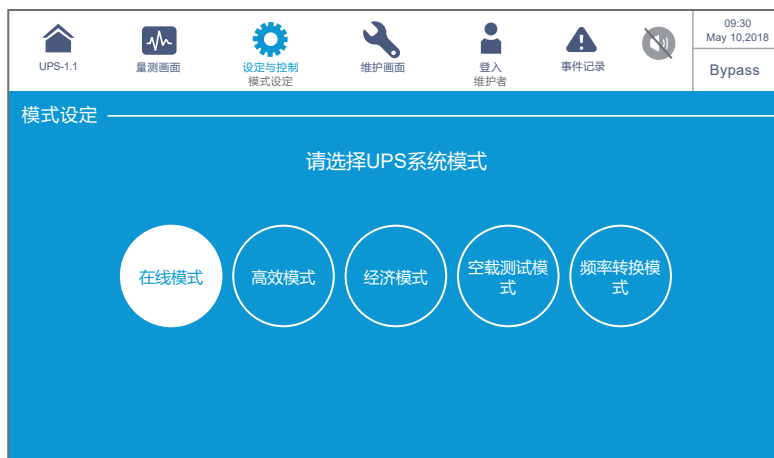 UPS-1.1
量测画面
设定与控制
模式设定
维护画面
登入
维护者
事件记录
09:30
May 10,2018
Bypass
模式设定
请选择UPS系统模式
在线模式
高效模式
经济模式
空载测试模
式
频率转换模
式